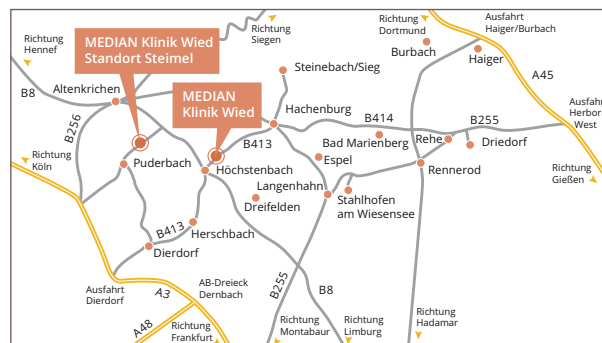 Richtung
Hennef
MEDIAN Klinik Wied
Standort Steimel
Richtung
Siegen
Richtung
Dortmund
Ausfahrt
Haiger/Burbach
Burbach
Haiger
Steinebach/Sieg
A45
B8
Altenkirchen
MEDIAN
Klinik Wied
Hachenburg
B414
B255
Ausfahrt
Herborn
West
B256
B413
Bad Marienberg
Rehe
Driedorf
Richtung
Köln
Puderbach
Höchstenbach
Espel
Rennerod
Richtung
Gießen
Langenhahn
Dreifelden
Stahlhofen
am Wiesensee
B413
Herschbach
Dierdorf
Ausfahrt
Dierdorf
A3
AB-Dreieck
Dernbach
B255
B8
A48
Richtung
Frankfurt
Richtung
Montabaur
Richtung
Limburg
Richtung
Hadamar